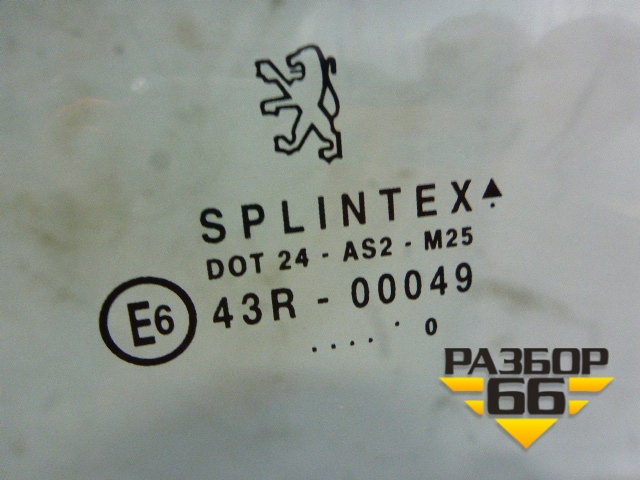 SPLINTEX
DOT 24 - AS2 - M25
E6 43R - 00049
..... · 0
РАЗБОР
66